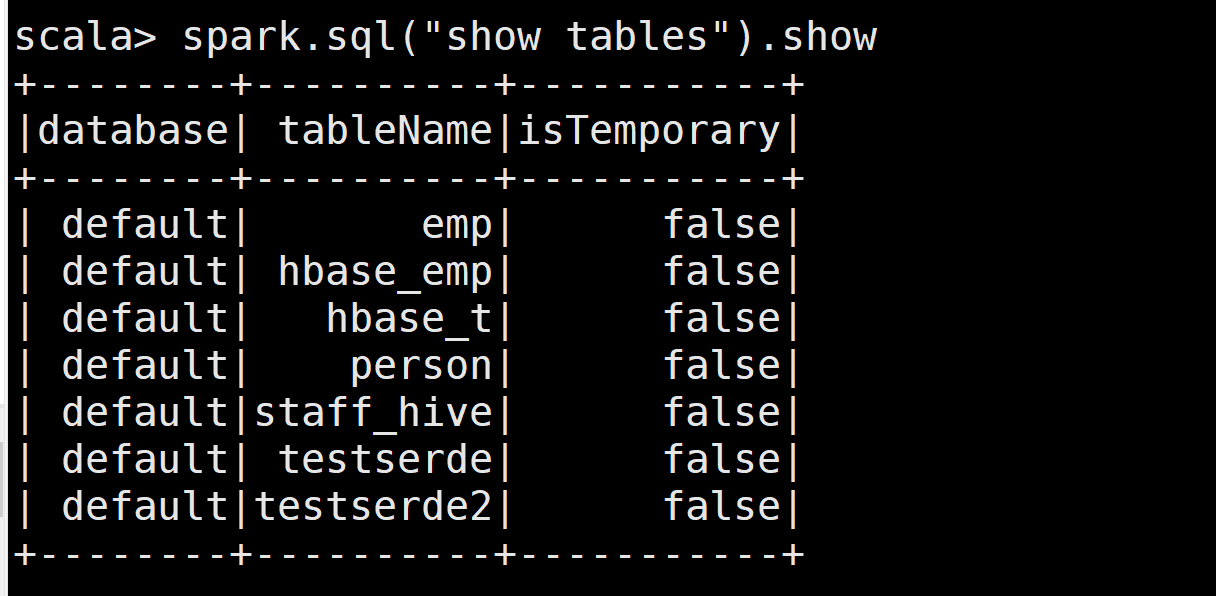 scala> spark.sql("show tables").show
+--------+----------+-----------+
|database| tableName|isTemporary|
+--------+----------+-----------+
| default|       emp|      false|
| default| hbase_emp|      false|
| default|   hbase_t|      false|
| default|    person|      false|
| default|staff_hive|      false|
| default| testserde|      false|
| default|testserde2|      false|
+--------+----------+-----------+